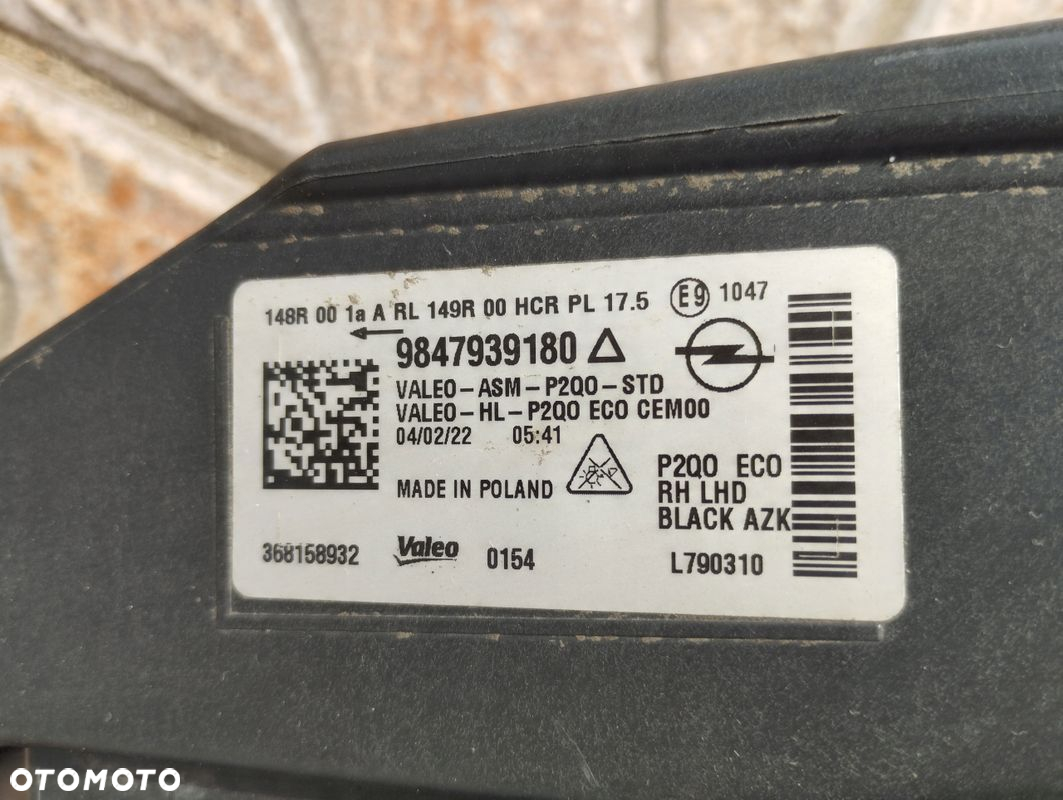 148R 00 1a A RL 149R 00 HCR PL 17.5 E9 1047
9847939180
VALEO-ASM-P2QO-STD
VALEO-HL-P2QO ECO CEM00
04/02/22 05:41
MADE IN POLAND
P2QO ECO
RH LHD
BLACK AZK
368158932 Valeo 0154 L790310
OTOMOTO